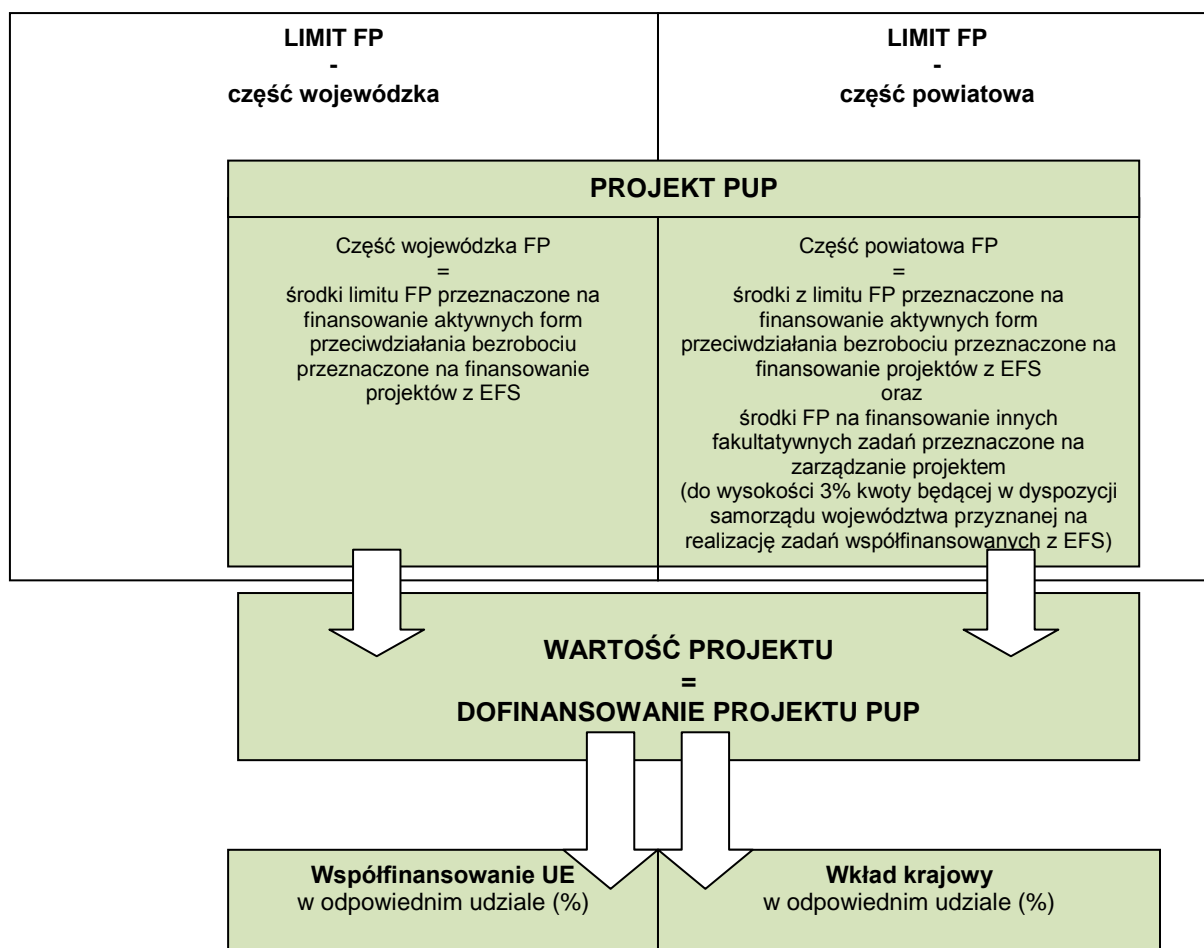 LIMIT FP
-
część wojewódzka
LIMIT FP
-
część powiatowa
PROJEKT PUP
Część wojewódzka FP
=
środki limitu FP przeznaczone na
finansowanie aktywnych form
przeciwdziałania bezrobociu
przeznaczone na finansowanie
projektów z EFS
Część powiatowa FP
=
środki z limitu FP przeznaczone na
finansowanie aktywnych form
przeciwdziałania bezrobociu przeznaczone na
finansowanie projektów z EFS
oraz
środki FP na finansowanie innych
fakultatywnych zadań przeznaczone na
zarządzanie projektem
(do wysokości 3% kwoty będącej w dyspozycji
samorządu województwa przyznanej na
realizację zadań współfinansowanych z EFS)
WARTOŚĆ PROJEKTU
=
DOFINANSOWANIE PROJEKTU PUP
Współfinansowanie UE
w odpowiednim udziale (%)
Wkład krajowy
w odpowiednim udziale (%)